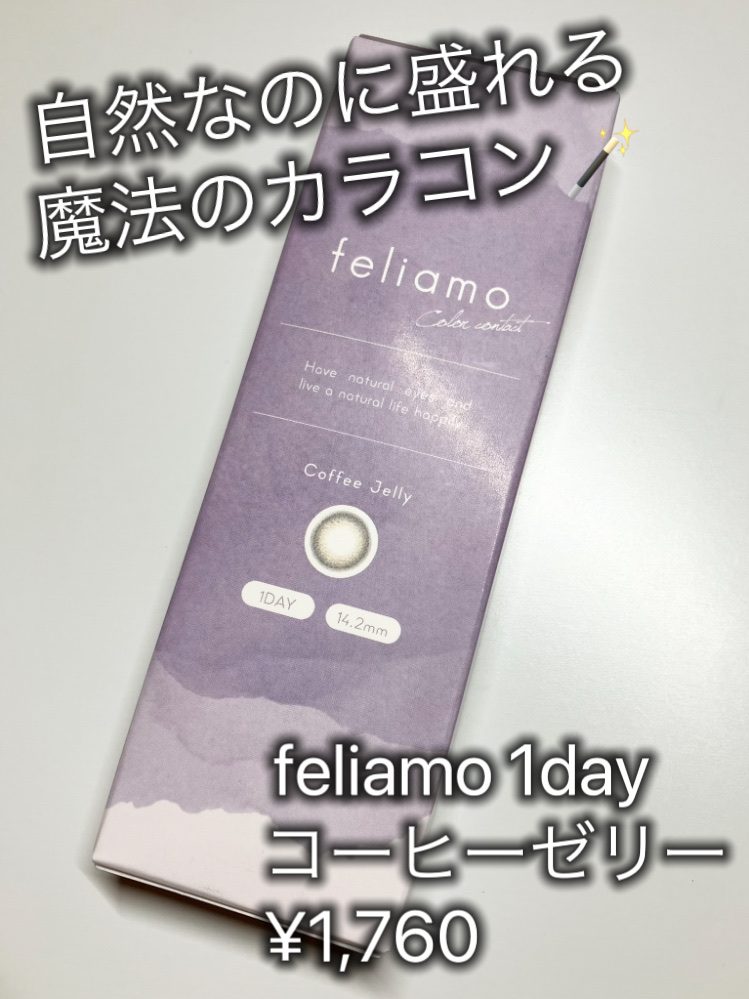 自然なのに盛れる
魔法のカラコン
feliamo
Color contact
Have natural eyes and
live a natural life happily
Coffee Jelly
1DAY
14.2mm
feliamo 1day
コーヒーゼリー
¥1,760